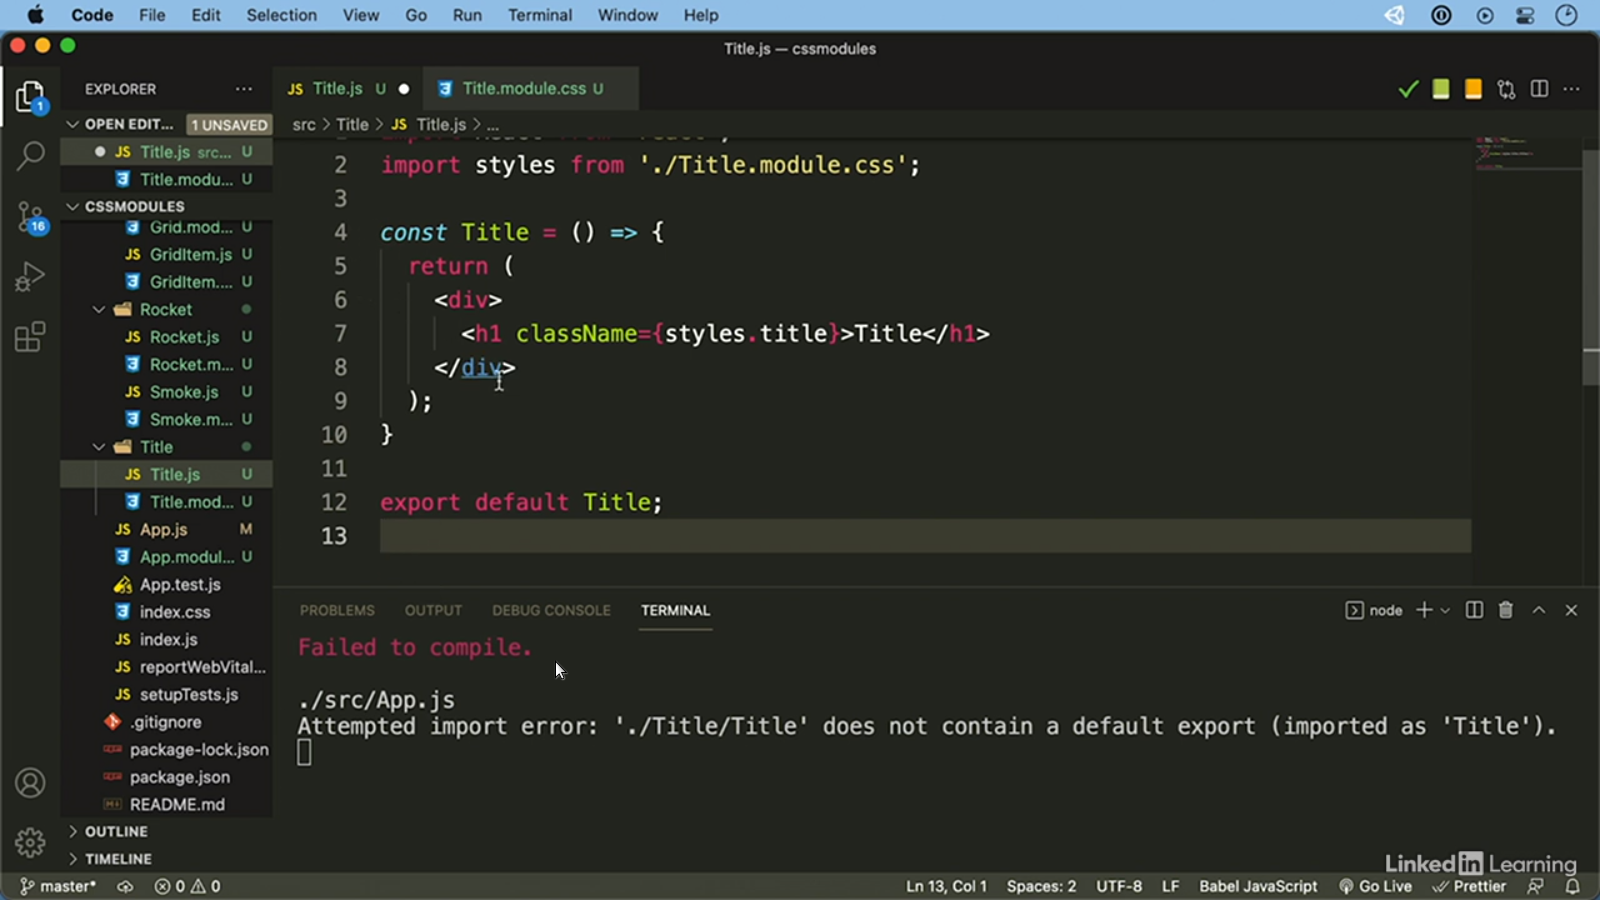 Code File Edit Selection View Go Run Terminal Window Help
Title.js — cssmodules
EXPLORER
JS Title.js U
Title.module.css U
OPEN EDIT... 1 UNSAVED
src > Title > JS Title.js > ...
JS Title.js src... U
Title.modu... U
CSSMODULES
Grid.mod... U
JS GridItem.js U
GridItem.... U
Rocket
JS Rocket.js U
Rocket.m... U
JS Smoke.js U
Smoke.m... U
Title
JS Title.js U
Title.mod... U
JS App.js M
App.modul... U
App.test.js
index.css
JS index.js
JS reportWebVital...
JS setupTests.js
.gitignore
package-lock.json
package.json
README.md
OUTLINE
TIMELINE
1
16
2 import styles from './Title.module.css';
3
4 const Title = () => {
5 return (
6 <div>
7 <h1 className={styles.title}>Title</h1>
8 </div>
9 );
10 }
11
12 export default Title;
13
PROBLEMS OUTPUT DEBUG CONSOLE TERMINAL
node
Failed to compile.
./src/App.js
Attempted import error: './Title/Title' does not contain a default export (imported as 'Title').
LinkedIn Learning
master* 0 0 Ln 13, Col 1 Spaces: 2 UTF-8 LF Babel JavaScript Go Live Prettier